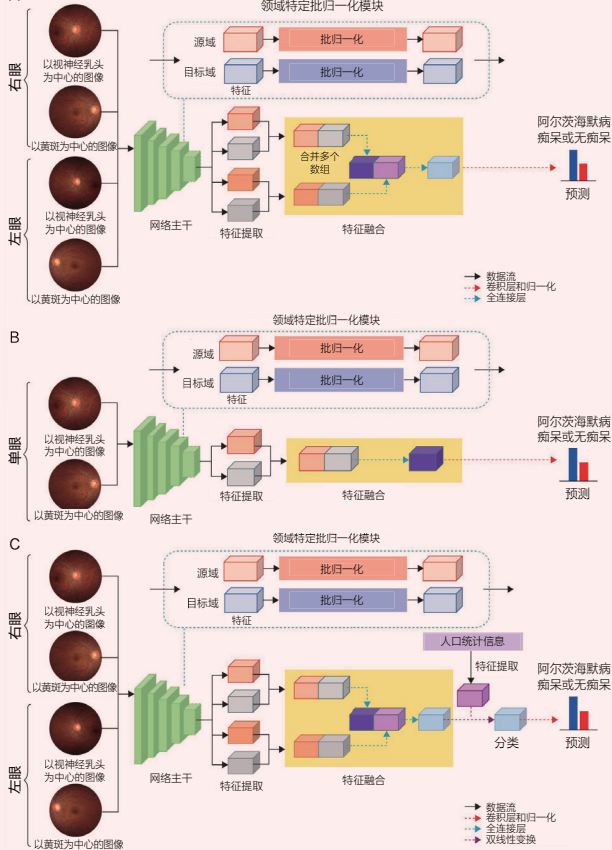 领域特定批归一化模块
右眼
以视神经乳头
为中心的图像
以黄斑为中心的图像
左眼
以视神经乳头
为中心的图像
以黄斑为中心的图像
源域
批归一化
目标域
批归一化
特征
网络主干
特征提取
合并多个
数组
特征融合
阿尔茨海默病
痴呆或无痴呆
预测
数据流
卷积层和归一化
全连接层
B
领域特定批归一化模块
单眼
以视神经乳头
为中心的图像
以黄斑为中心的图像
源域
批归一化
目标域
批归一化
特征
网络主干
特征提取
特征融合
阿尔茨海默病
痴呆或无痴呆
预测
C
领域特定批归一化模块
右眼
以视神经乳头
为中心的图像
以黄斑为中心的图像
左眼
以视神经乳头
为中心的图像
以黄斑为中心的图像
源域
批归一化
目标域
批归一化
特征
网络主干
特征提取
特征融合
人口统计信息
特征提取
分类
阿尔茨海默病
痴呆或无痴呆
预测
数据流
卷积层和归一化
全连接层
双线性变换